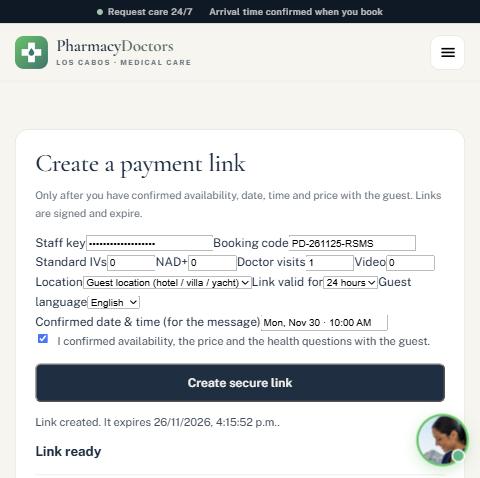 Request care 24/7 Arrival time confirmed when you book
PharmacyDoctors
LOS CABOS · MEDICAL CARE
Create a payment link
Only after you have confirmed availability, date, time and price with the guest. Links
are signed and expire.
Staff key •••••••••••••••••••• Booking code PD-261125-RSMS
Standard IVs 0 NAD+ 0 Doctor visits 1 Video 0
Location Guest location (hotel / villa / yacht) Link valid for 24 hours Guest
language English
Confirmed date & time (for the message) Mon, Nov 30 · 10:00 AM
I confirmed availability, the price and the health questions with the guest.
Create secure link
Link created. It expires 26/11/2026, 4:15:52 p.m..
Link ready